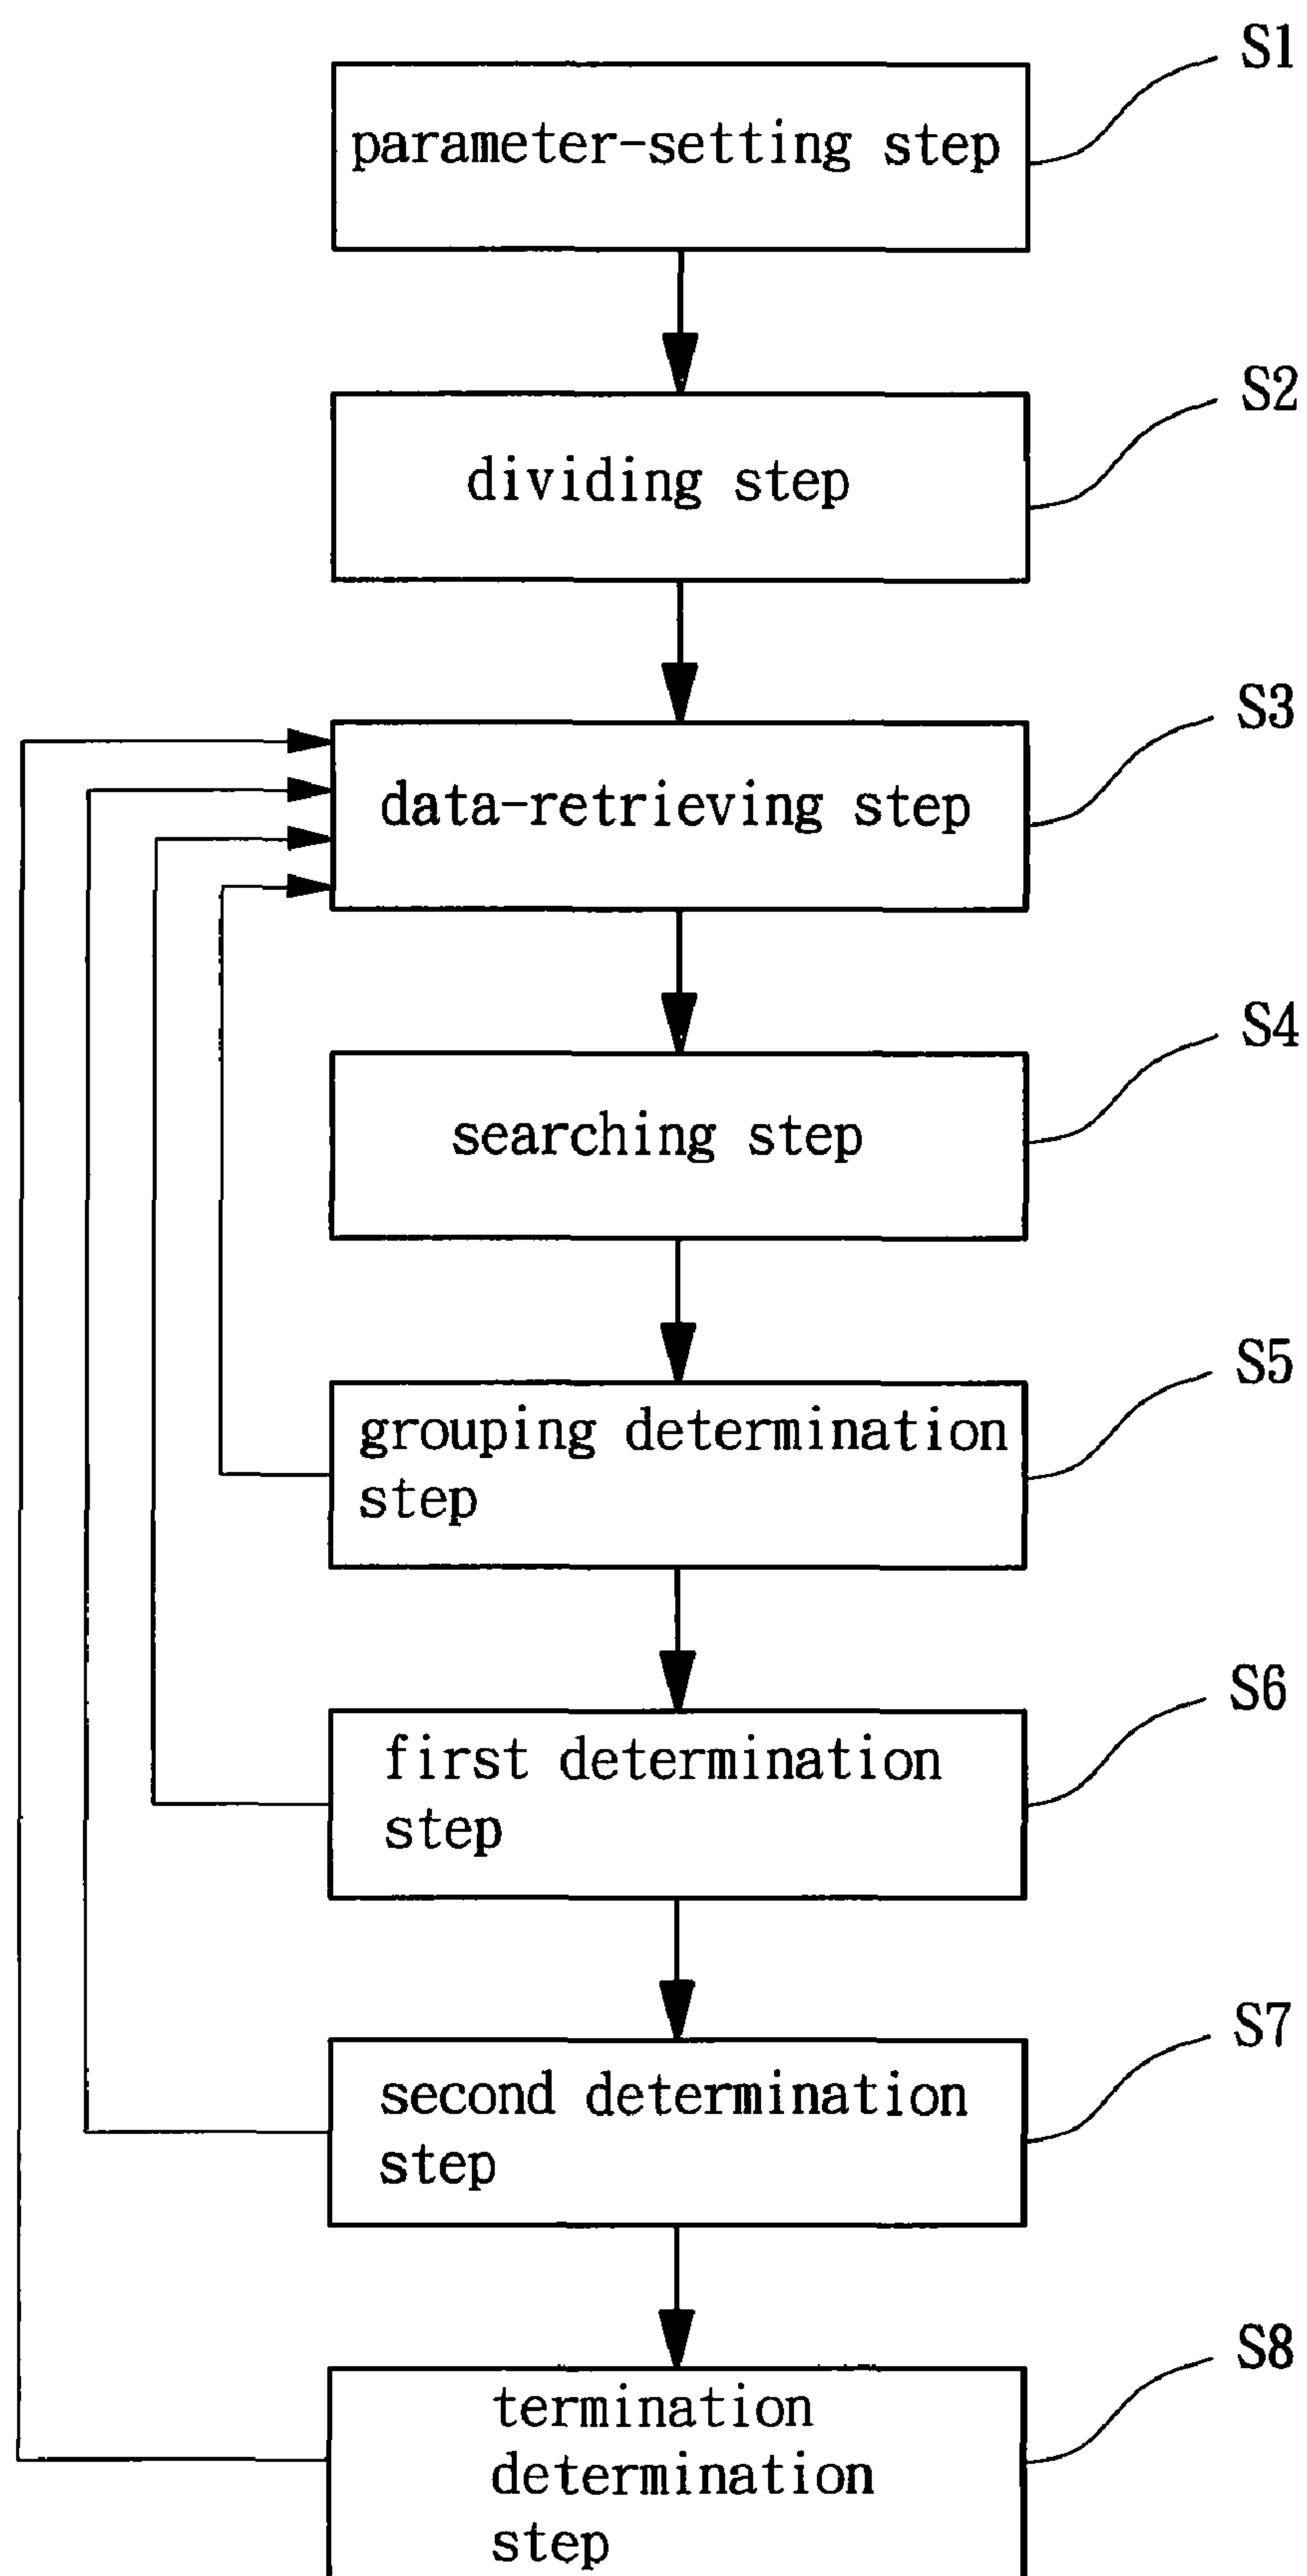 S1
parameter-setting step
S2
dividing step
S3
data-retrieving step
S4
searching step
S5
grouping determination
step
S6
first determination
step
S7
second determination
step
S8
termination
determination
step